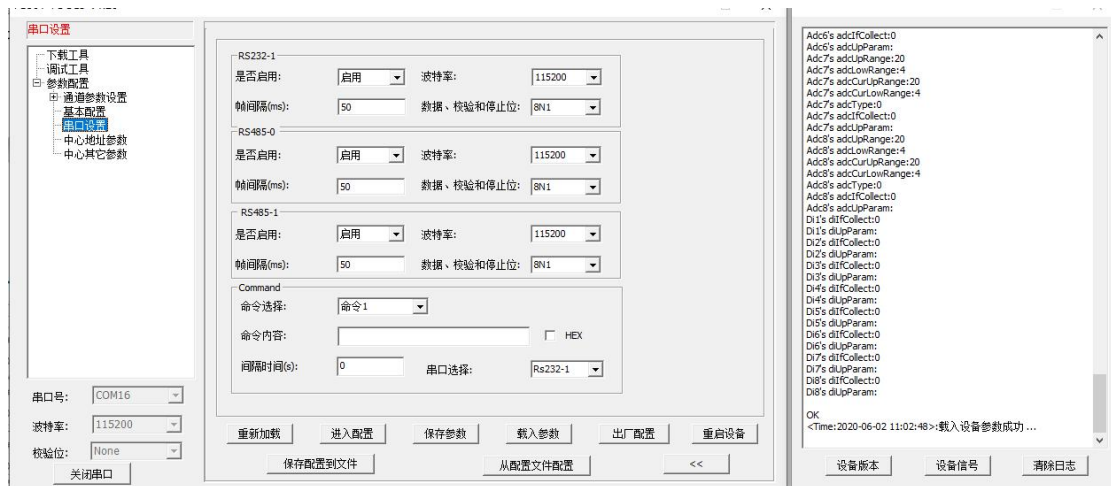 串口设置
下载工具
调试工具
参数配置
通道参数设置
基本配置
串口设置
中心地址参数
中心其它参数
串口号: COM16
波特率: 115200
校验位: None
关闭串口
RS232-1
是否启用: 启用 波特率: 115200
帧间隔(ms): 50 数据、校验和停止位: 8N1
RS485-0
是否启用: 启用 波特率: 115200
帧间隔(ms): 50 数据、校验和停止位: 8N1
RS485-1
是否启用: 启用 波特率: 115200
帧间隔(ms): 50 数据、校验和停止位: 8N1
Command
命令选择: 命令1
命令内容: HEX
间隔时间(s): 0 串口选择: Rs232-1
重新加载 进入配置 保存参数 载入参数 出厂配置 重启设备
保存配置到文件 从配置文件配置 <<
Adc6's adcIfCollect:0
Adc6's adcUpParam:
Adc7's adcUpRange:20
Adc7's adcLowRange:4
Adc7's adcCurUpRange:20
Adc7's adcCurLowRange:4
Adc7's adcType:0
Adc7's adcIfCollect:0
Adc7's adcUpParam:
Adc8's adcUpRange:20
Adc8's adcLowRange:4
Adc8's adcCurUpRange:20
Adc8's adcCurLowRange:4
Adc8's adcType:0
Adc8's adcIfCollect:0
Adc8's adcUpParam:
Di1's diIfCollect:0
Di1's diUpParam:
Di2's diIfCollect:0
Di2's diUpParam:
Di3's diIfCollect:0
Di3's diUpParam:
Di4's diIfCollect:0
Di4's diUpParam:
Di5's diIfCollect:0
Di5's diUpParam:
Di6's diIfCollect:0
Di6's diUpParam:
Di7's diIfCollect:0
Di7's diUpParam:
Di8's diIfCollect:0
Di8's diUpParam:
OK
<Time:2020-06-02 11:02:48>:载入设备参数成功 ...
设备版本 设备信号 清除日志